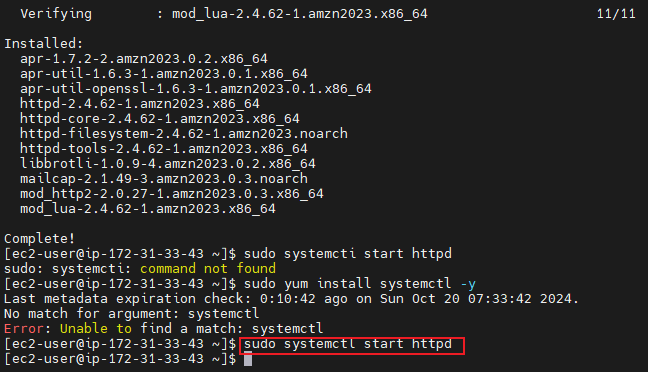 Verifying : mod_lua-2.4.62-1.amzn2023.x86_64 11/11
Installed:
apr-1.7.2-2.amzn2023.0.2.x86_64
apr-util-1.6.3-1.amzn2023.0.1.x86_64
apr-util-openssl-1.6.3-1.amzn2023.0.1.x86_64
httpd-2.4.62-1.amzn2023.x86_64
httpd-core-2.4.62-1.amzn2023.x86_64
httpd-filesystem-2.4.62-1.amzn2023.noarch
httpd-tools-2.4.62-1.amzn2023.x86_64
libbrotli-1.0.9-4.amzn2023.0.2.x86_64
mailcap-2.1.49-3.amzn2023.0.3.noarch
mod_http2-2.0.27-1.amzn2023.0.3.x86_64
mod_lua-2.4.62-1.amzn2023.x86_64
Complete!
[ec2-user@ip-172-31-33-43 ~]$ sudo systemcti start httpd
sudo: systemcti: command not found
[ec2-user@ip-172-31-33-43 ~]$ sudo yum install systemctl -y
Last metadata expiration check: 0:10:42 ago on Sun Oct 20 07:33:42 2024.
No match for argument: systemctl
Error: Unable to find a match: systemctl
[ec2-user@ip-172-31-33-43 ~]$ sudo systemctl start httpd
[ec2-user@ip-172-31-33-43 ~]$